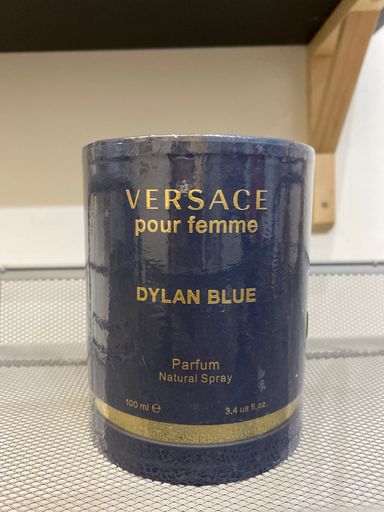 VERSACE
pour femme
DYLAN BLUE
Parfum
Natural Spray
100 ml ℮ 3.4 us fl.oz.